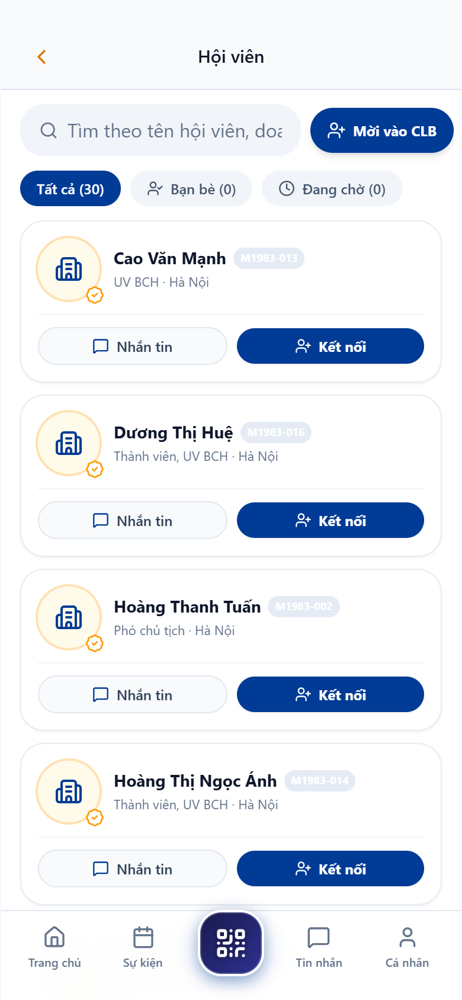 Hội viên
Tìm theo tên hội viên, doa
Mời vào CLB
Tất cả (30)
Bạn bè (0)
Đang chờ (0)
Cao Văn Mạnh M1983-013
UV BCH · Hà Nội
Nhắn tin
Kết nối
Dương Thị Huệ M1983-016
Thành viên, UV BCH · Hà Nội
Nhắn tin
Kết nối
Hoàng Thanh Tuấn M1983-002
Phó chủ tịch · Hà Nội
Nhắn tin
Kết nối
Hoàng Thị Ngọc Ánh M1983-014
Thành viên, UV BCH · Hà Nội
Nhắn tin
Kết nối
Trang chủ
Sự kiện
Tin nhắn
Cá nhân